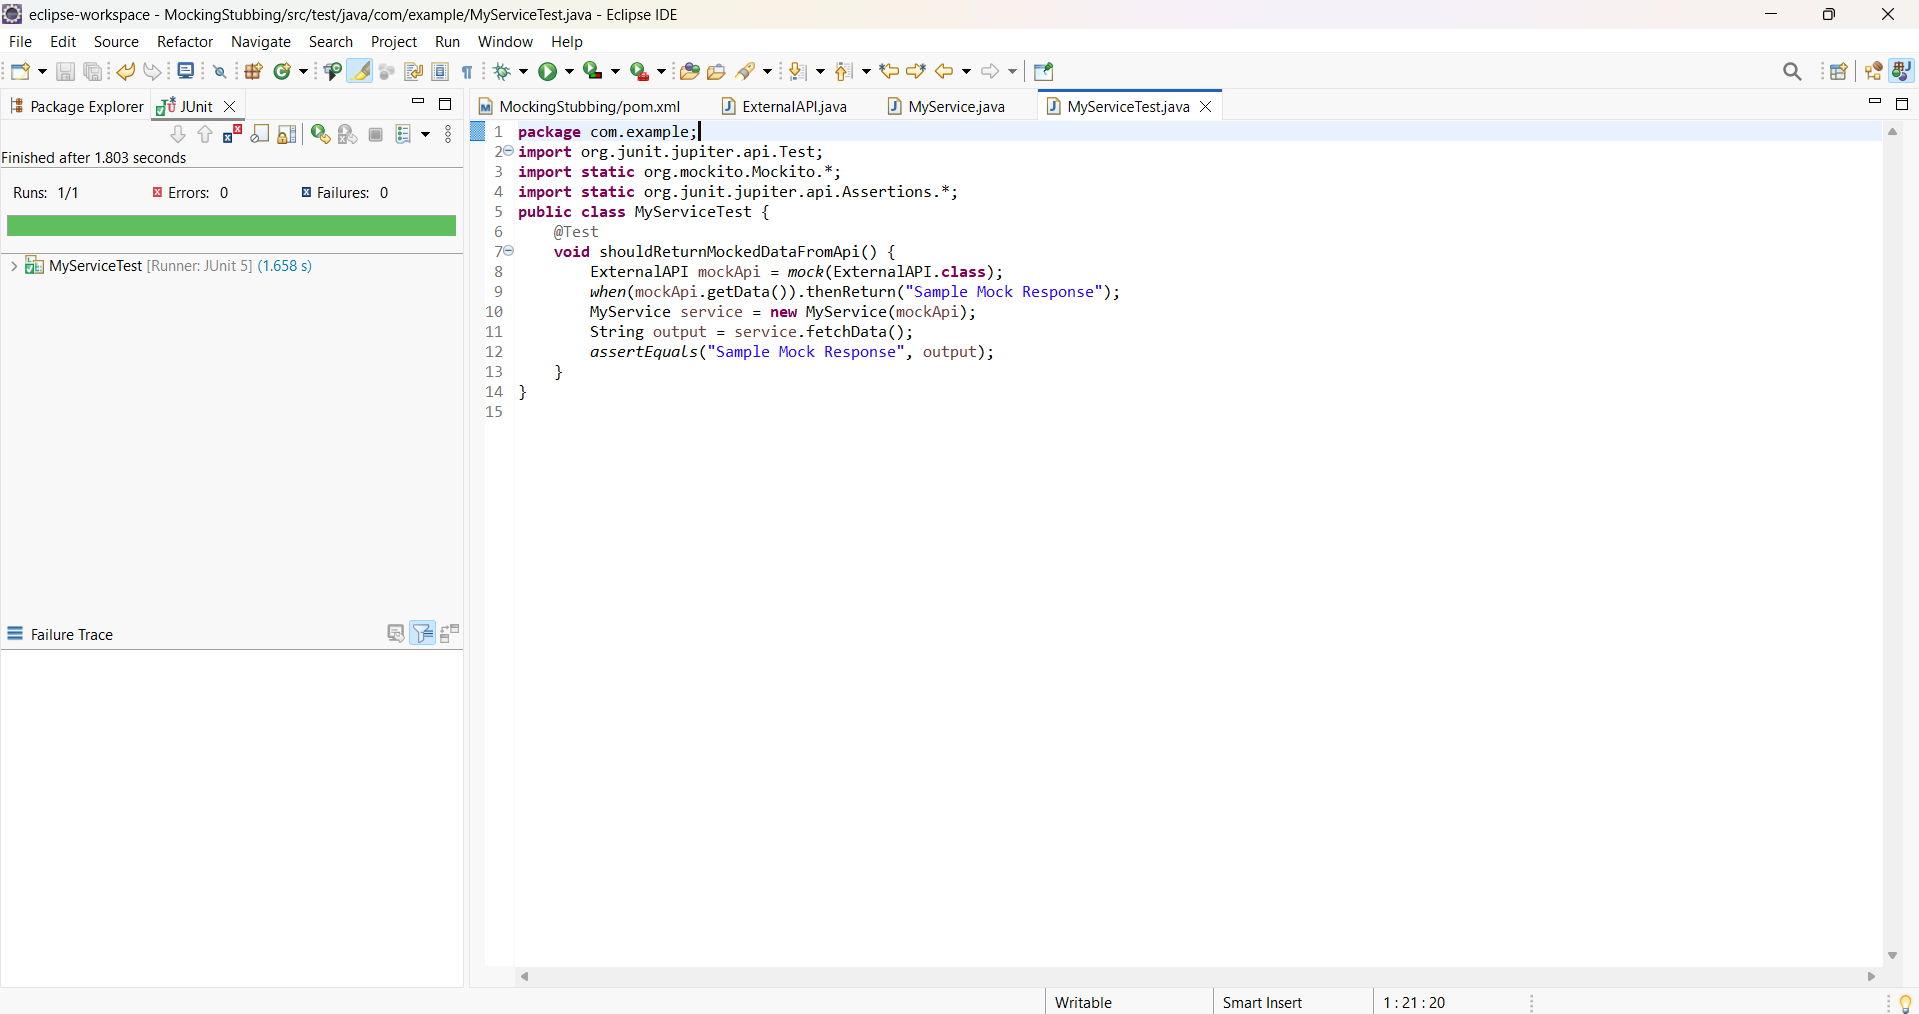 eclipse-workspace - MockingStubbing/src/test/java/com/example/MyServiceTest.java - Eclipse IDE
File Edit Source Refactor Navigate Search Project Run Window Help
Package Explorer JUnit
Finished after 1.803 seconds
Runs: 1/1 Errors: 0 Failures: 0
MyServiceTest [Runner: JUnit 5] (1.658 s)
Failure Trace
MockingStubbing/pom.xml ExternalAPI.java MyService.java MyServiceTest.java
1 package com.example;
2 import org.junit.jupiter.api.Test;
3 import static org.mockito.Mockito.*;
4 import static org.junit.jupiter.api.Assertions.*;
5 public class MyServiceTest {
6 @Test
7 void shouldReturnMockedDataFromApi() {
8 ExternalAPI mockApi = mock(ExternalAPI.class);
9 when(mockApi.getData()).thenReturn("Sample Mock Response");
10 MyService service = new MyService(mockApi);
11 String output = service.fetchData();
12 assertEquals("Sample Mock Response", output);
13 }
14 }
15
Writable Smart Insert 1 : 21 : 20